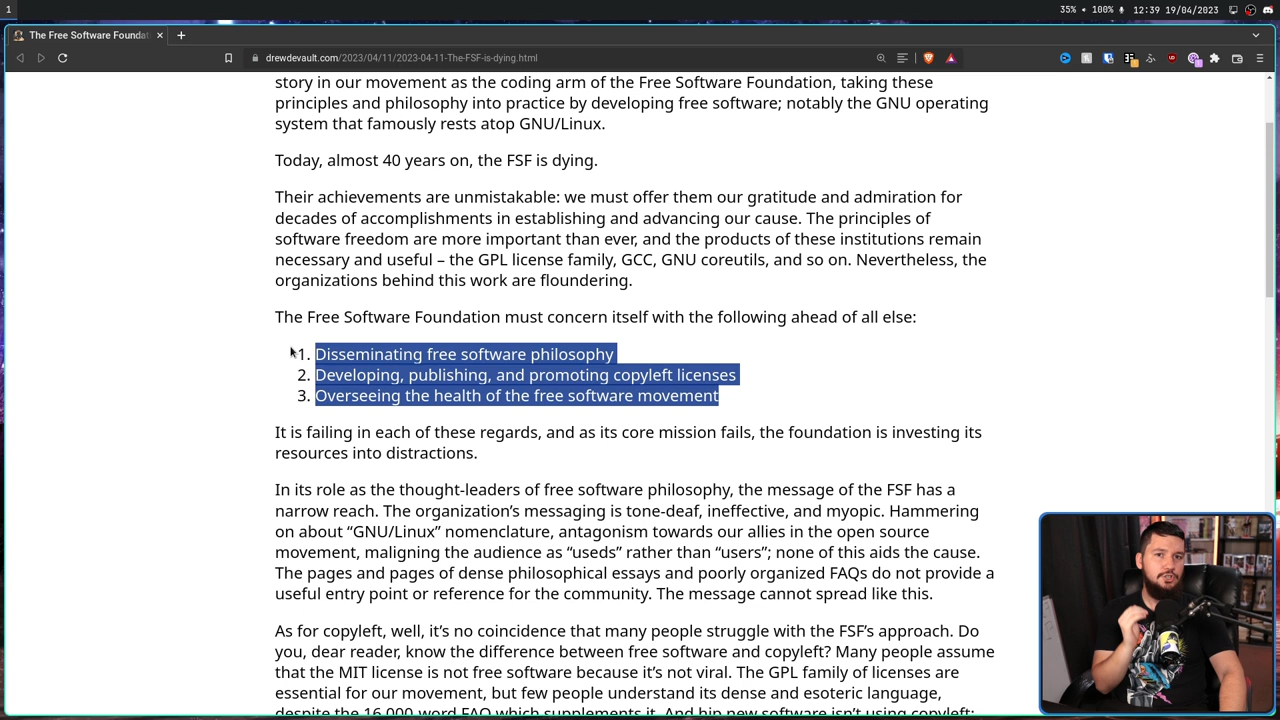 1
35%
100%
12:39 19/04/2023
The Free Software Foundat
drewdevault.com/2023/04/11/2023-04-11-The-FSF-is-dying.html
story in our movement as the coding arm of the Free Software Foundation, taking these
principles and philosophy into practice by developing free software; notably the GNU operating
system that famously rests atop GNU/Linux.
Today, almost 40 years on, the FSF is dying.
Their achievements are unmistakable: we must offer them our gratitude and admiration for
decades of accomplishments in establishing and advancing our cause. The principles of
software freedom are more important than ever, and the products of these institutions remain
necessary and useful – the GPL license family, GCC, GNU coreutils, and so on. Nevertheless, the
organizations behind this work are floundering.
The Free Software Foundation must concern itself with the following ahead of all else:
1. Disseminating free software philosophy
2. Developing, publishing, and promoting copyleft licenses
3. Overseeing the health of the free software movement
It is failing in each of these regards, and as its core mission fails, the foundation is investing its
resources into distractions.
In its role as the thought-leaders of free software philosophy, the message of the FSF has a
narrow reach. The organization’s messaging is tone-deaf, ineffective, and myopic. Hammering
on about “GNU/Linux” nomenclature, antagonism towards our allies in the open source
movement, maligning the audience as “useds” rather than “users”; none of this aids the cause.
The pages and pages of dense philosophical essays and poorly organized FAQs do not provide a
useful entry point or reference for the community. The message cannot spread like this.
As for copyleft, well, it’s no coincidence that many people struggle with the FSF’s approach. Do
you, dear reader, know the difference between free software and copyleft? Many people assume
that the MIT license is not free software because it’s not viral. The GPL family of licenses are
essential for our movement, but few people understand its dense and esoteric language,
despite the 16,000-word FAQ which supplements it. And hip new software isn’t using copyleft: